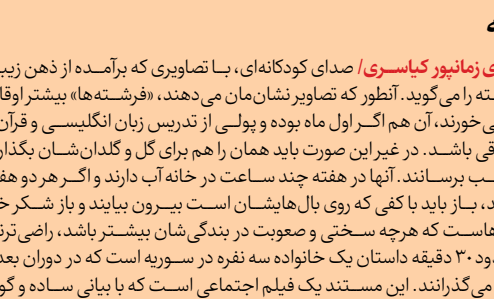 ی زمانپور کیاسری/ صدای کودکانه‌ای، با تصاویری که برآمده از ذهن زیب
ته را می‌گوید. آنطور که تصاویر نشان‌مان می‌دهند، «فرشته‌ها» بیشتر اوقا
ی‌خورند، آن هم اگر اول ماه بوده و پولی از تدریس زبان انگلیسی و قرآن
قی باشد. در غیر این صورت باید همان را هم برای گل و گلدان‌شان بگذار
ب برسانند. آنها در هفته چند ساعت در خانه آب دارند و اگر هر دو هف
د، باز باید با کفی که روی بال‌هایشان است بیرون بیایند و باز شکر خ
هاست که هرچه سختی و صعوبت در بندگی‌شان بیشتر باشد، راضی‌ترن
دود ۳۰ دقیقه داستان یک خانواده سه نفره در سوریه است که در دوران بعد
می‌گذرانند. این مستند یک فیلم اجتماعی است که با بیانی ساده و گو